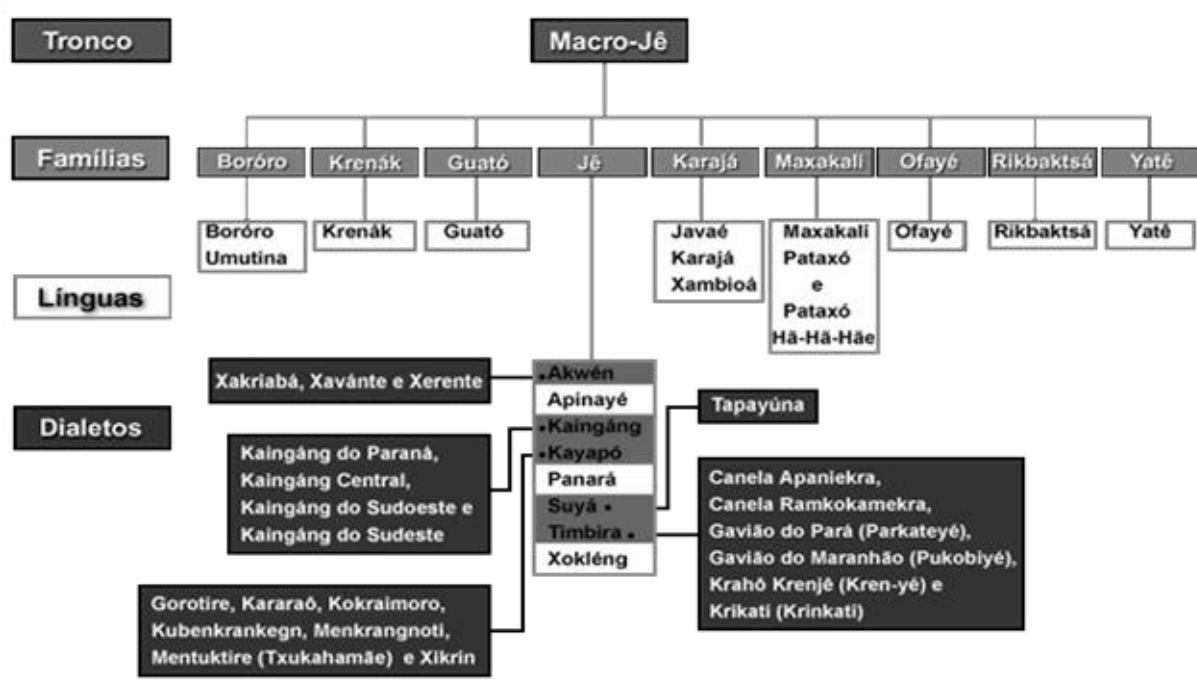 Tronco
Macro-Jê
Famílias
Boróro
Krenák
Guató
Jê
Karajá
Maxakali
Ofayé
Rikbaktsá
Yatê
Boróro
Umutina
Krenák
Guató
Javaé
Karajá
Xambioá
Maxakali
Pataxó
e
Pataxó
Hã-Hã-Hãe
Ofayé
Rikbaktsá
Yatê
Línguas
Dialetos
Xakriabá, Xavánte e Xerente
Akwén
Apinayé
Kaingáng
Kayapó
Panará
Suyá
Timbira
Xokléng
Kaingáng do Paraná,
Kaingáng Central,
Kaingáng do Sudoeste e
Kaingáng do Sudeste
Gorotire, Kararaô, Kokraimoro,
Kubenkrankegn, Menkrangnoti,
Mentuktire (Txukahamãe) e Xikrin
Tapayúna
Canela Apaniekra,
Canela Ramkokamekra,
Gavião do Pará (Parkateyé),
Gavião do Maranhão (Pukobiyé),
Krahô Krenjê (Kren-yé) e
Krikati (Krinkati)